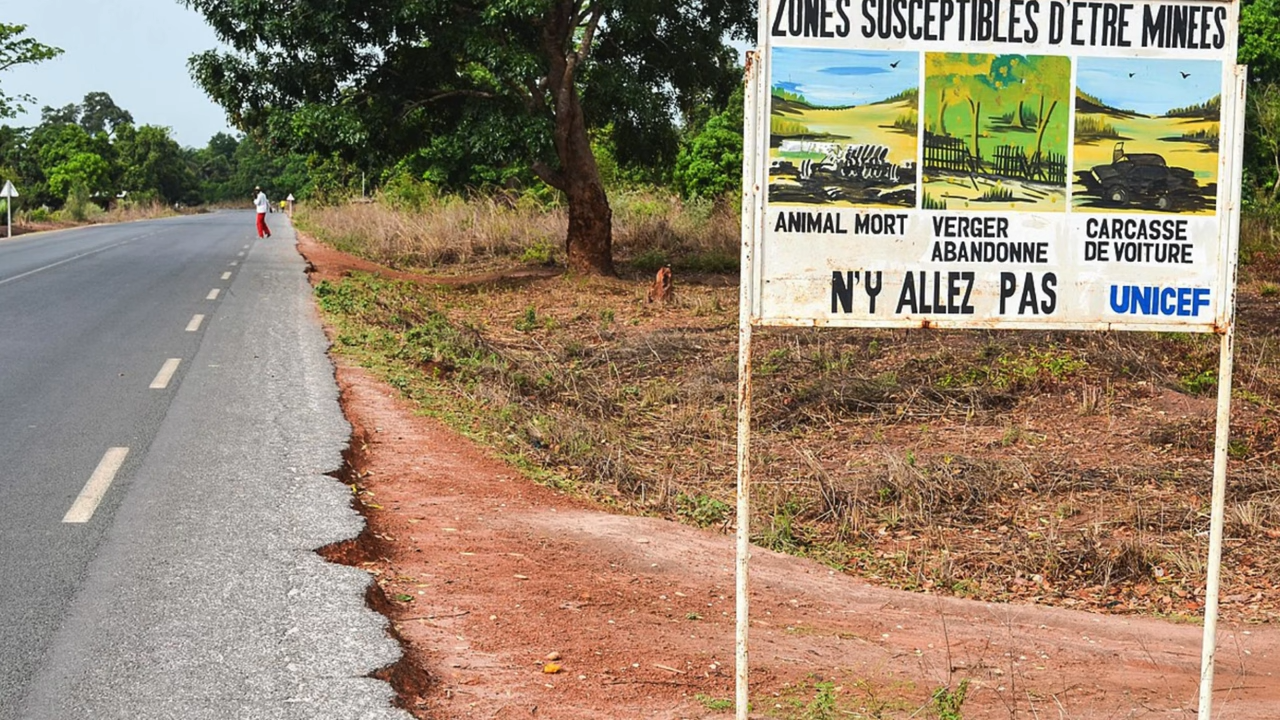 ZONES SUSCEPTIBLES D'ETRE MINEES
ANIMAL MORT
VERGER
ABANDONNE
CARCASSE
DE VOITURE
N'Y ALLEZ PAS
UNICEF